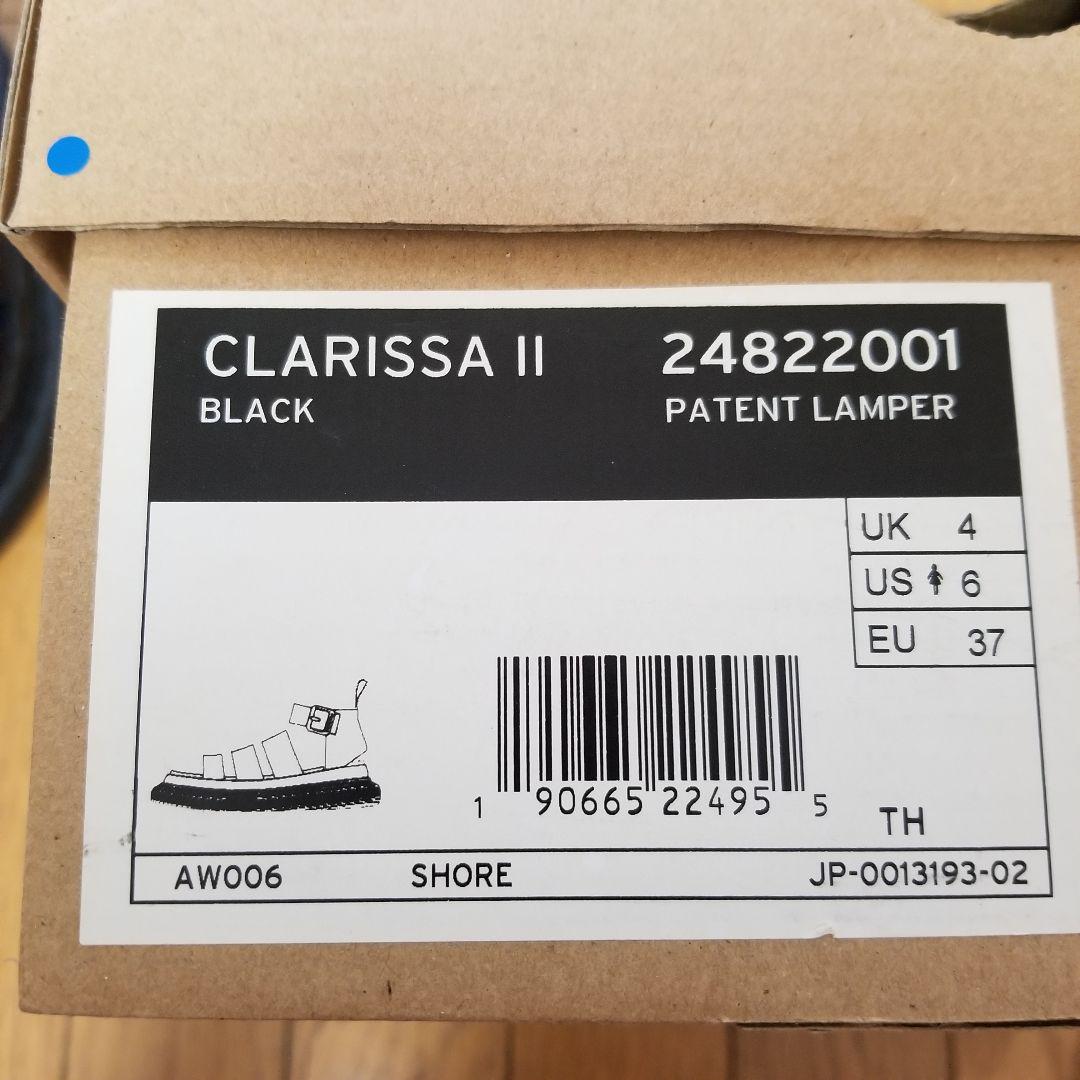 CLARISSA II 24822001
BLACK PATENT LAMPER
UK 4
US 6
EU 37
1 90665 22495 5
TH
AW006 SHORE JP-0013193-02